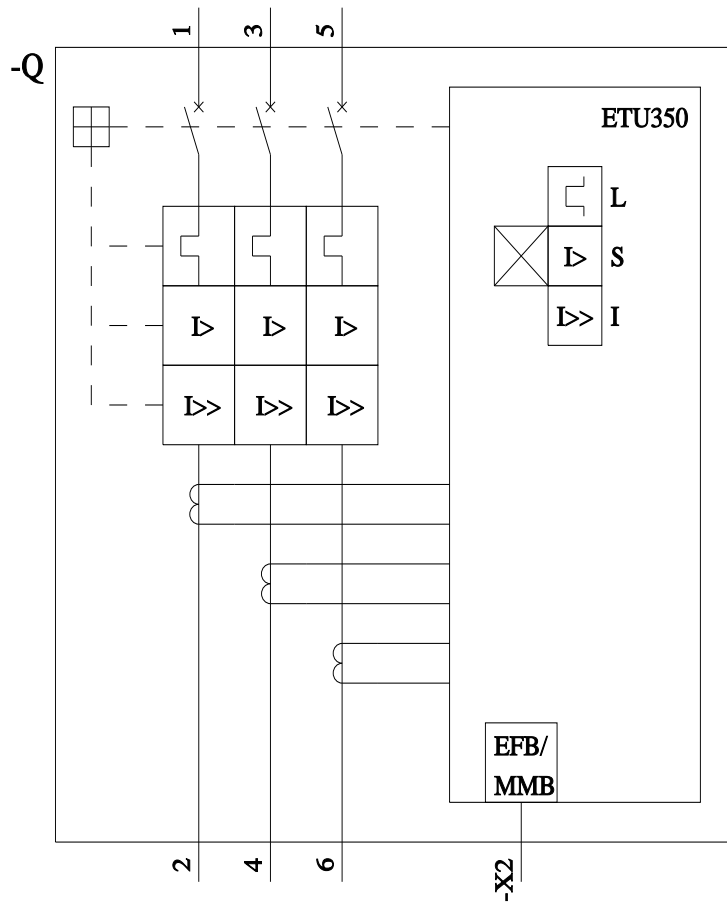 1 3 5
-Q
ETU350
L
I> S
I> I> I>
I>> I
I>> I>> I>>
EFB/
MMB
2 4 6
-X2